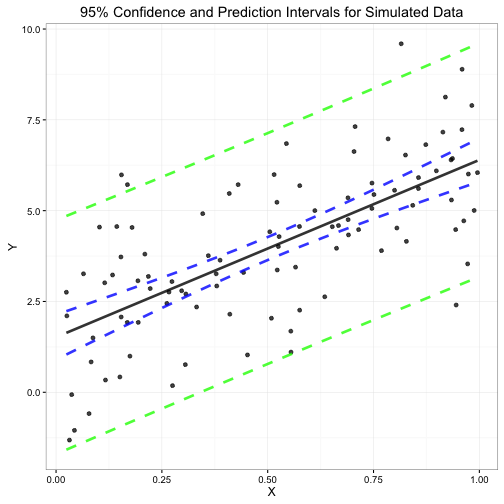 95% Confidence and Prediction Intervals for Simulated Data
10.0
7.5
5.0
2.5
0.0
Y
0.00 0.25 0.50 0.75 1.00
X